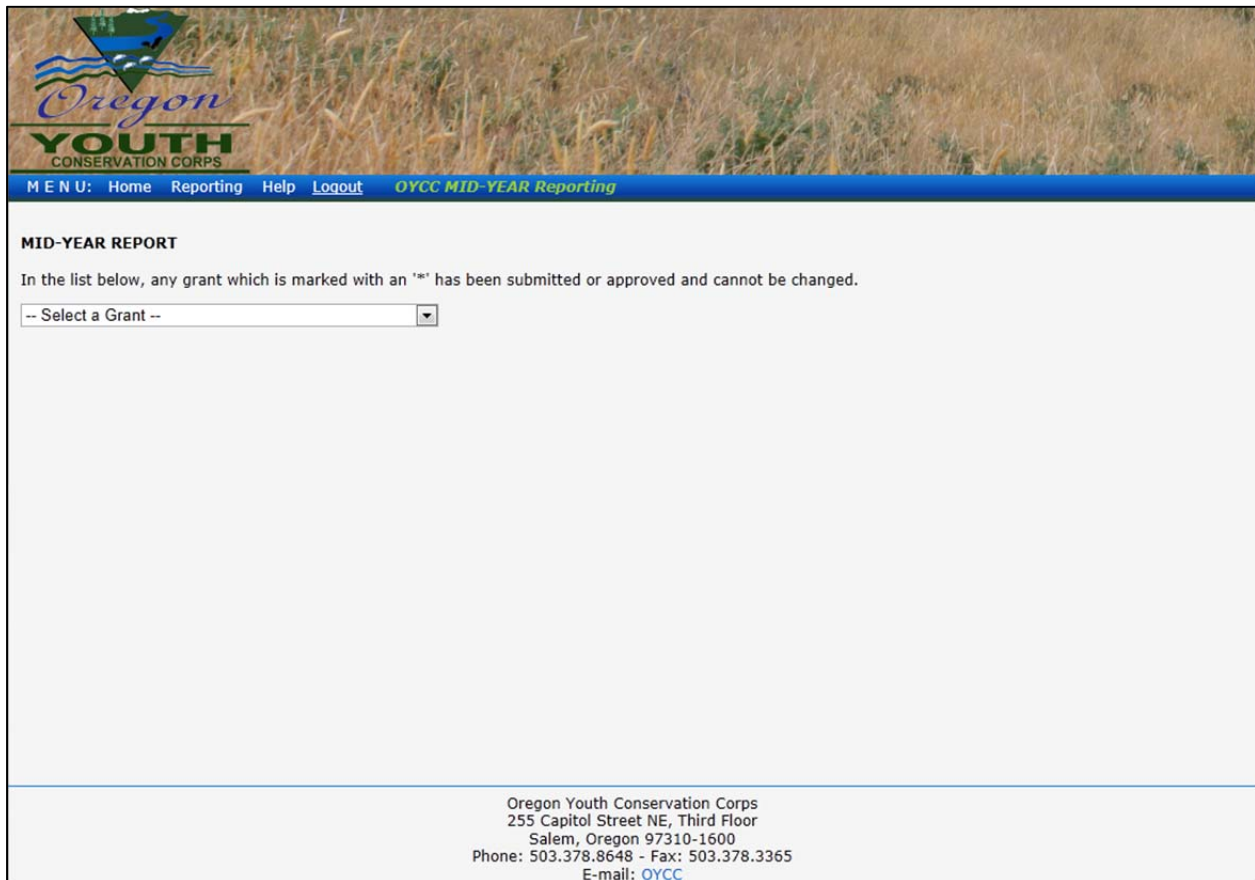 Oregon
YOUTH
CONSERVATION CORPS
M E N U: Home Reporting Help Logout OYCC MID-YEAR Reporting
MID-YEAR REPORT
In the list below, any grant which is marked with an '*' has been submitted or approved and cannot be changed.
-- Select a Grant --
Oregon Youth Conservation Corps
255 Capitol Street NE, Third Floor
Salem, Oregon 97310-1600
Phone: 503.378.8648 - Fax: 503.378.3365
E-mail: OYCC